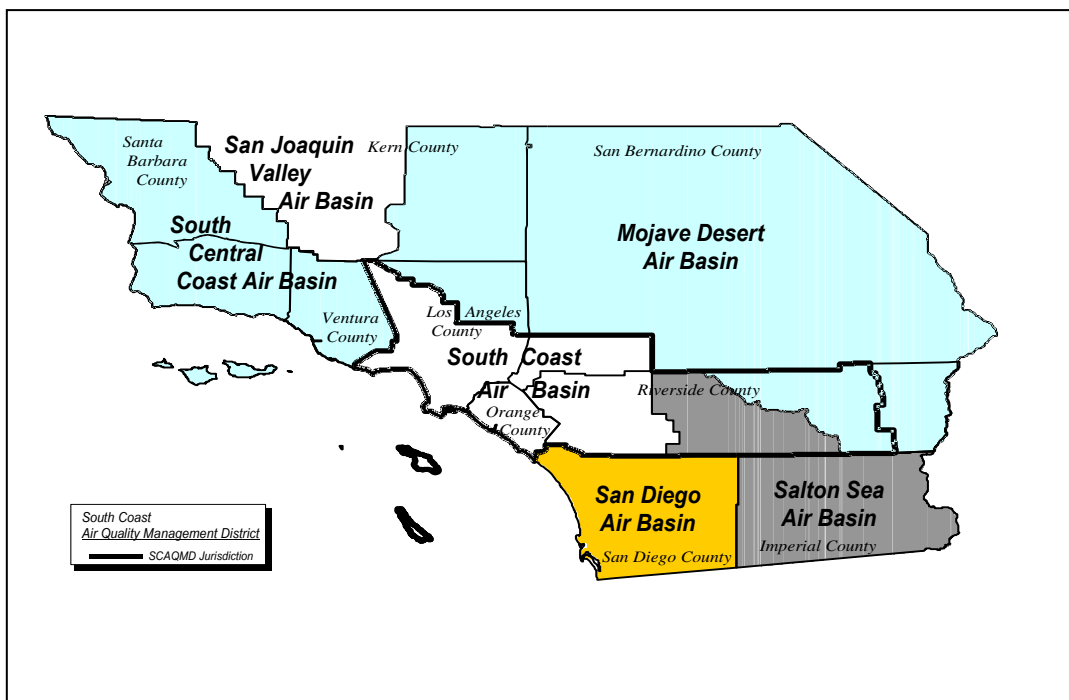 Santa
Barbara
County
San Joaquin
Valley
Air Basin
Kern County
San Bernardino County
South
Central
Coast Air Basin
Mojave Desert
Air Basin
Ventura
County
Los Angeles
County
South Coast
Air Basin
Orange
County
Riverside County
San Diego
Air Basin
San Diego County
Salton Sea
Air Basin
Imperial County
South Coast
Air Quality Management District
SCAQMD Jurisdiction